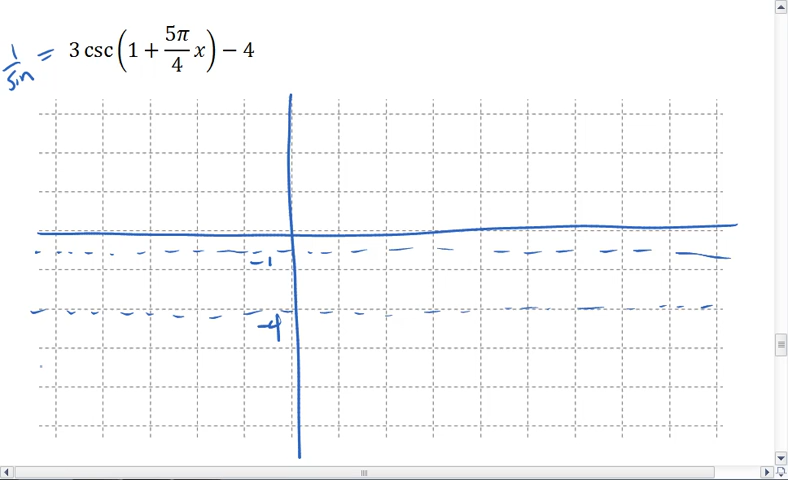 1/sin = 3 csc(1 + 5π/4 x) − 4
−1
−4